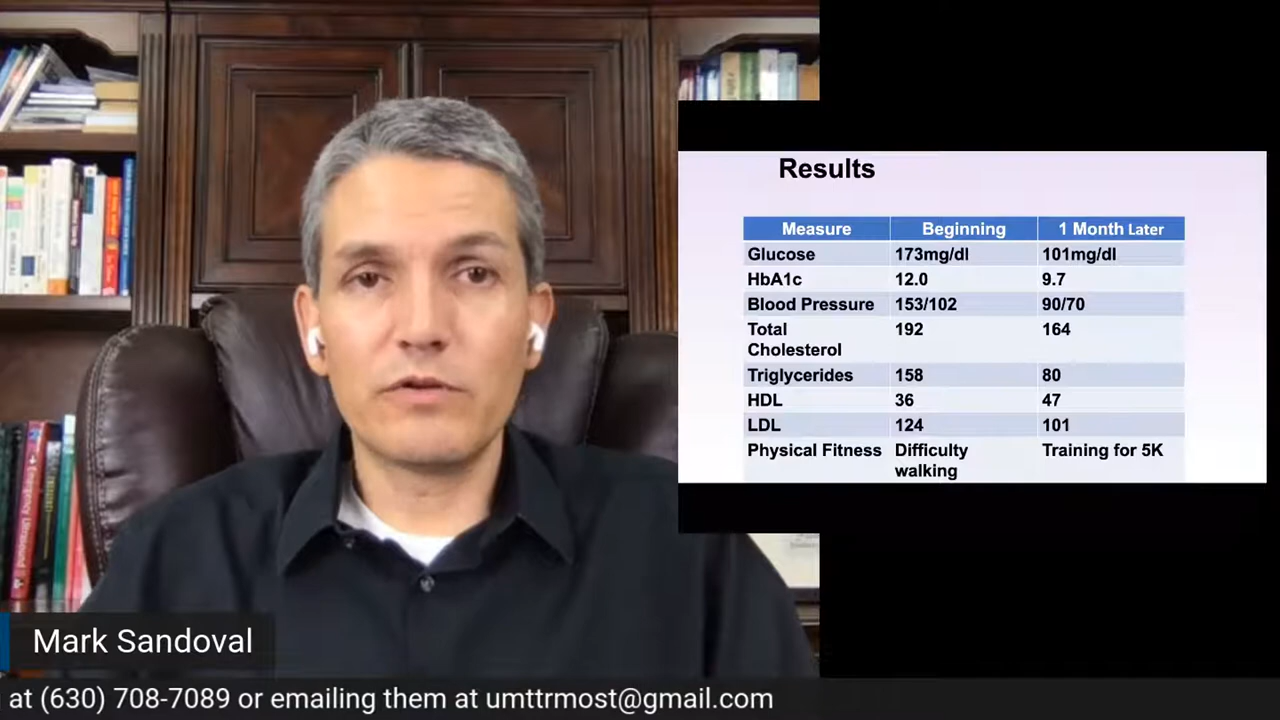 Results
Measure Beginning 1 Month Later
Glucose 173mg/dl 101mg/dl
HbA1c 12.0 9.7
Blood Pressure 153/102 90/70
Total 192 164
Cholesterol
Triglycerides 158 80
HDL 36 47
LDL 124 101
Physical Fitness Difficulty Training for 5K
walking
Emergency Ultrasound
Mark Sandoval
at (630) 708-7089 or emailing them at umttrmost@gmail.com